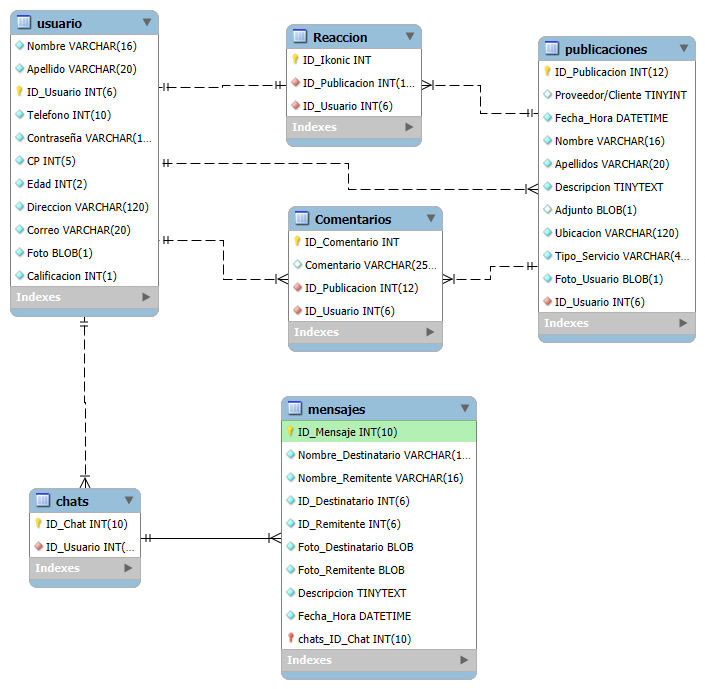 usuario
Nombre VARCHAR(16)
Apellido VARCHAR(20)
ID_Usuario INT(6)
Telefono INT(10)
Contraseña VARCHAR(1...
CP INT(5)
Edad INT(2)
Direccion VARCHAR(120)
Correo VARCHAR(20)
Foto BLOB(1)
Calificacion INT(1)
Indexes
Reaccion
ID_Ikonic INT
ID_Publicacion INT(1...
ID_Usuario INT(6)
Indexes
publicaciones
ID_Publicacion INT(12)
Proveedor/Cliente TINYINT
Fecha_Hora DATETIME
Nombre VARCHAR(16)
Apellidos VARCHAR(20)
Descripcion TINYTEXT
Adjunto BLOB(1)
Ubicacion VARCHAR(120)
Tipo_Servicio VARCHAR(4...
Foto_Usuario BLOB(1)
ID_Usuario INT(6)
Indexes
Comentarios
ID_Comentario INT
Comentario VARCHAR(25...
ID_Publicacion INT(12)
ID_Usuario INT(6)
Indexes
chats
ID_Chat INT(10)
ID_Usuario INT(...
Indexes
mensajes
ID_Mensaje INT(10)
Nombre_Destinatario VARCHAR(1...
Nombre_Remitente VARCHAR(16)
ID_Destinatario INT(6)
ID_Remitente INT(6)
Foto_Destinatario BLOB
Foto_Remitente BLOB
Descripcion TINYTEXT
Fecha_Hora DATETIME
chats_ID_Chat INT(10)
Indexes